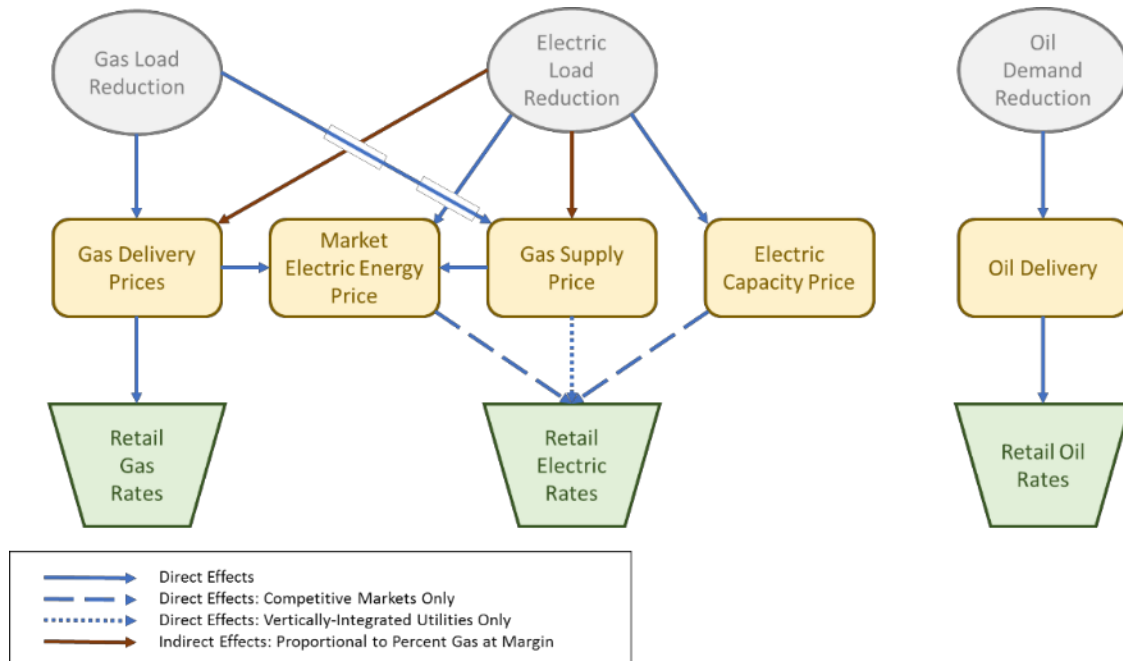 Gas Load
Reduction
Electric
Load
Reduction
Oil
Demand
Reduction
Gas Delivery
Prices
Market
Electric Energy
Price
Gas Supply
Price
Electric
Capacity Price
Oil Delivery
Retail
Gas
Rates
Retail
Electric
Rates
Retail Oil
Rates
Direct Effects
Direct Effects: Competitive Markets Only
Direct Effects: Vertically-Integrated Utilities Only
Indirect Effects: Proportional to Percent Gas at Margin